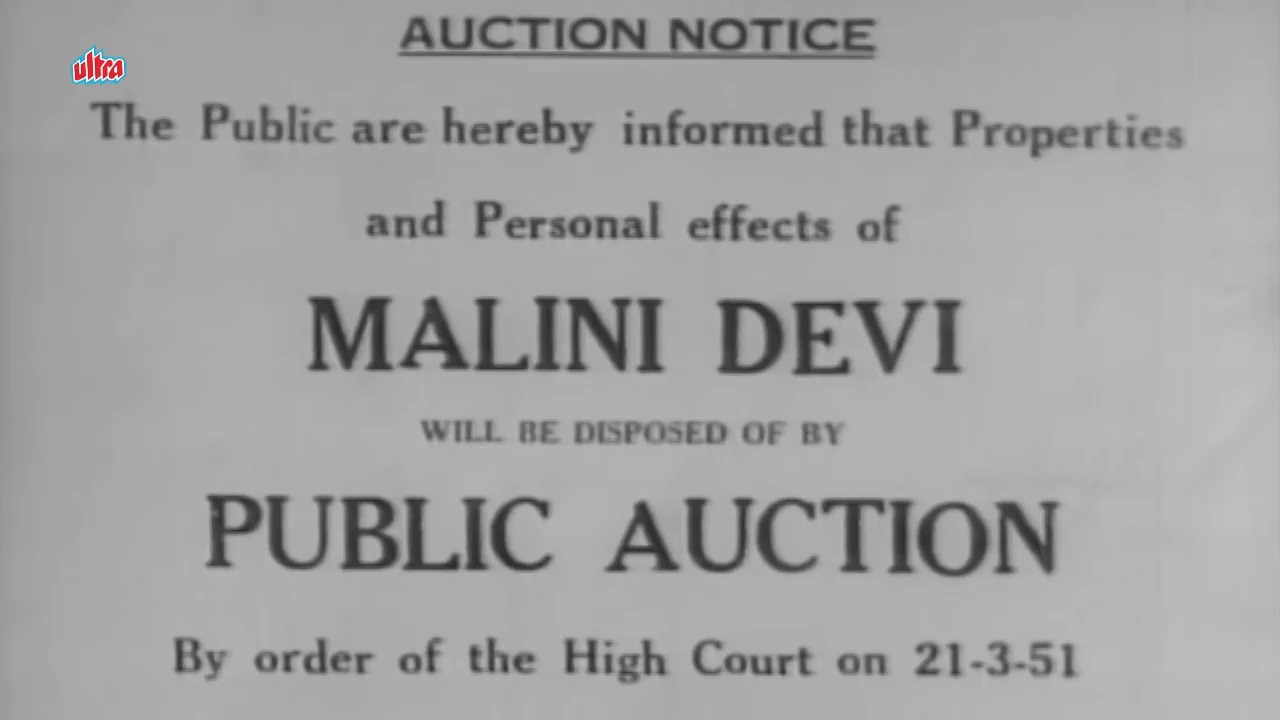 AUCTION NOTICE
ultra
The Public are hereby informed that Properties
and Personal effects of
MALINI DEVI
WILL BE DISPOSED OF BY
PUBLIC AUCTION
By order of the High Court on 21-3-51